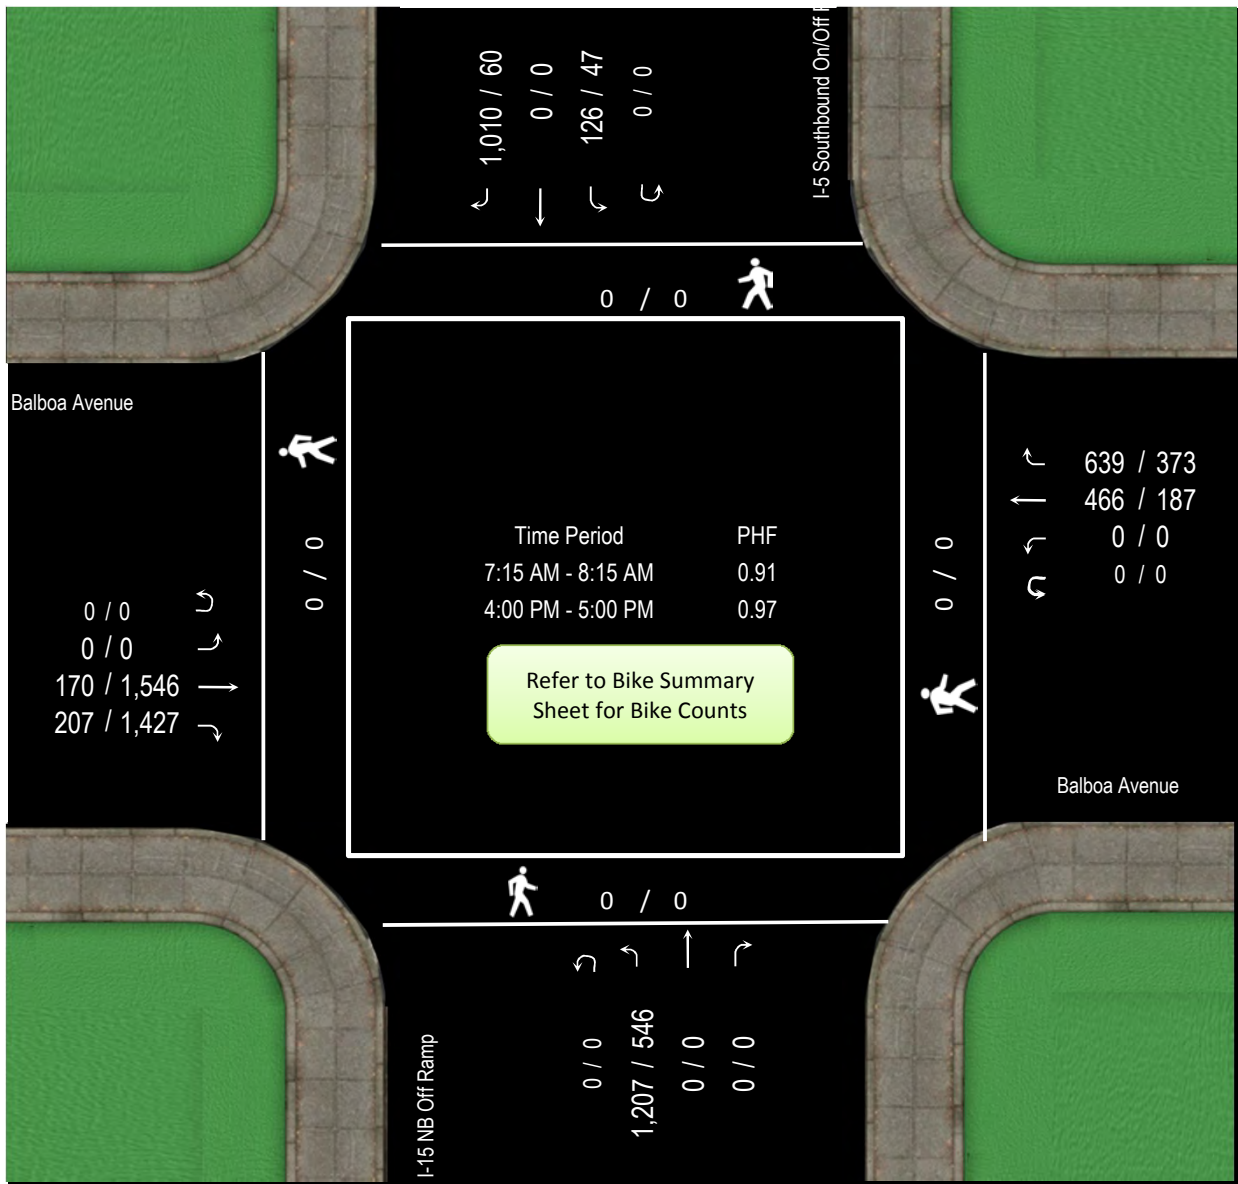 1,010 / 60
0 / 0
126 / 47
0 / 0
I-5 Southbound On/Off
0 / 0
Balboa Avenue
0 / 0
0 / 0
0 / 0
170 / 1,546
207 / 1,427
Time Period PHF
7:15 AM - 8:15 AM 0.91
4:00 PM - 5:00 PM 0.97
Refer to Bike Summary
Sheet for Bike Counts
0 / 0
639 / 373
466 / 187
0 / 0
0 / 0
Balboa Avenue
0 / 0
I-15 NB Off Ramp
0 / 0
1,207 / 546
0 / 0
0 / 0